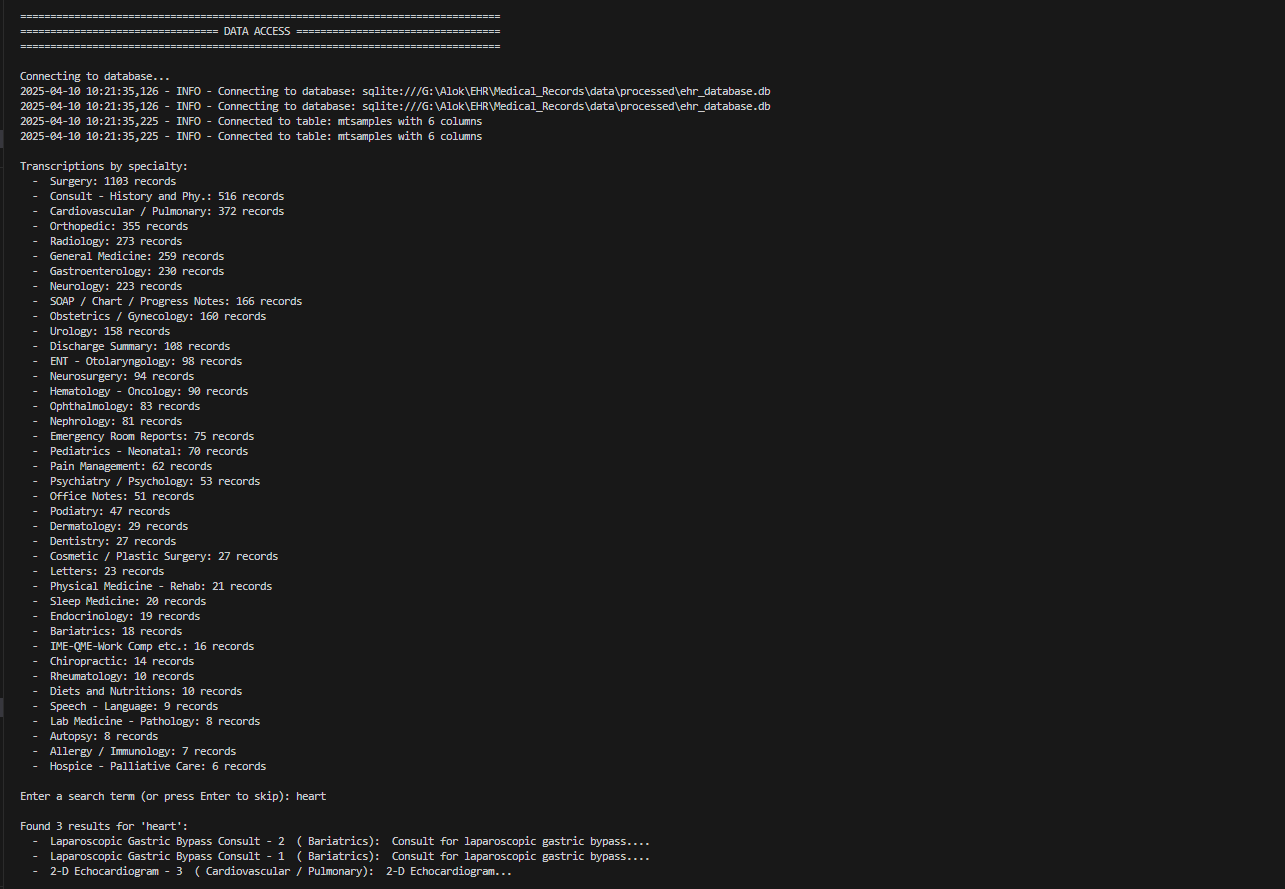 ================================================================================
================================= DATA ACCESS ==================================
================================================================================
Connecting to database...
2025-04-10 10:21:35,126 - INFO - Connecting to database: sqlite:///G:\Alok\EHR\Medical_Records\data\processed\ehr_database.db
2025-04-10 10:21:35,126 - INFO - Connecting to database: sqlite:///G:\Alok\EHR\Medical_Records\data\processed\ehr_database.db
2025-04-10 10:21:35,225 - INFO - Connected to table: mtsamples with 6 columns
2025-04-10 10:21:35,225 - INFO - Connected to table: mtsamples with 6 columns
Transcriptions by specialty:
  -  Surgery: 1103 records
  -  Consult - History and Phy.: 516 records
  -  Cardiovascular / Pulmonary: 372 records
  -  Orthopedic: 355 records
  -  Radiology: 273 records
  -  General Medicine: 259 records
  -  Gastroenterology: 230 records
  -  Neurology: 223 records
  -  SOAP / Chart / Progress Notes: 166 records
  -  Obstetrics / Gynecology: 160 records
  -  Urology: 158 records
  -  Discharge Summary: 108 records
  -  ENT - Otolaryngology: 98 records
  -  Neurosurgery: 94 records
  -  Hematology - Oncology: 90 records
  -  Ophthalmology: 83 records
  -  Nephrology: 81 records
  -  Emergency Room Reports: 75 records
  -  Pediatrics - Neonatal: 70 records
  -  Pain Management: 62 records
  -  Psychiatry / Psychology: 53 records
  -  Office Notes: 51 records
  -  Podiatry: 47 records
  -  Dermatology: 29 records
  -  Dentistry: 27 records
  -  Cosmetic / Plastic Surgery: 27 records
  -  Letters: 23 records
  -  Physical Medicine - Rehab: 21 records
  -  Sleep Medicine: 20 records
  -  Endocrinology: 19 records
  -  Bariatrics: 18 records
  -  IME-QME-Work Comp etc.: 16 records
  -  Chiropractic: 14 records
  -  Rheumatology: 10 records
  -  Diets and Nutritions: 10 records
  -  Speech - Language: 9 records
  -  Lab Medicine - Pathology: 8 records
  -  Autopsy: 8 records
  -  Allergy / Immunology: 7 records
  -  Hospice - Palliative Care: 6 records
Enter a search term (or press Enter to skip): heart
Found 3 results for 'heart':
  -  Laparoscopic Gastric Bypass Consult - 2  ( Bariatrics):  Consult for laparoscopic gastric bypass....
  -  Laparoscopic Gastric Bypass Consult - 1  ( Bariatrics):  Consult for laparoscopic gastric bypass....
  -  2-D Echocardiogram - 3  ( Cardiovascular / Pulmonary):  2-D Echocardiogram...